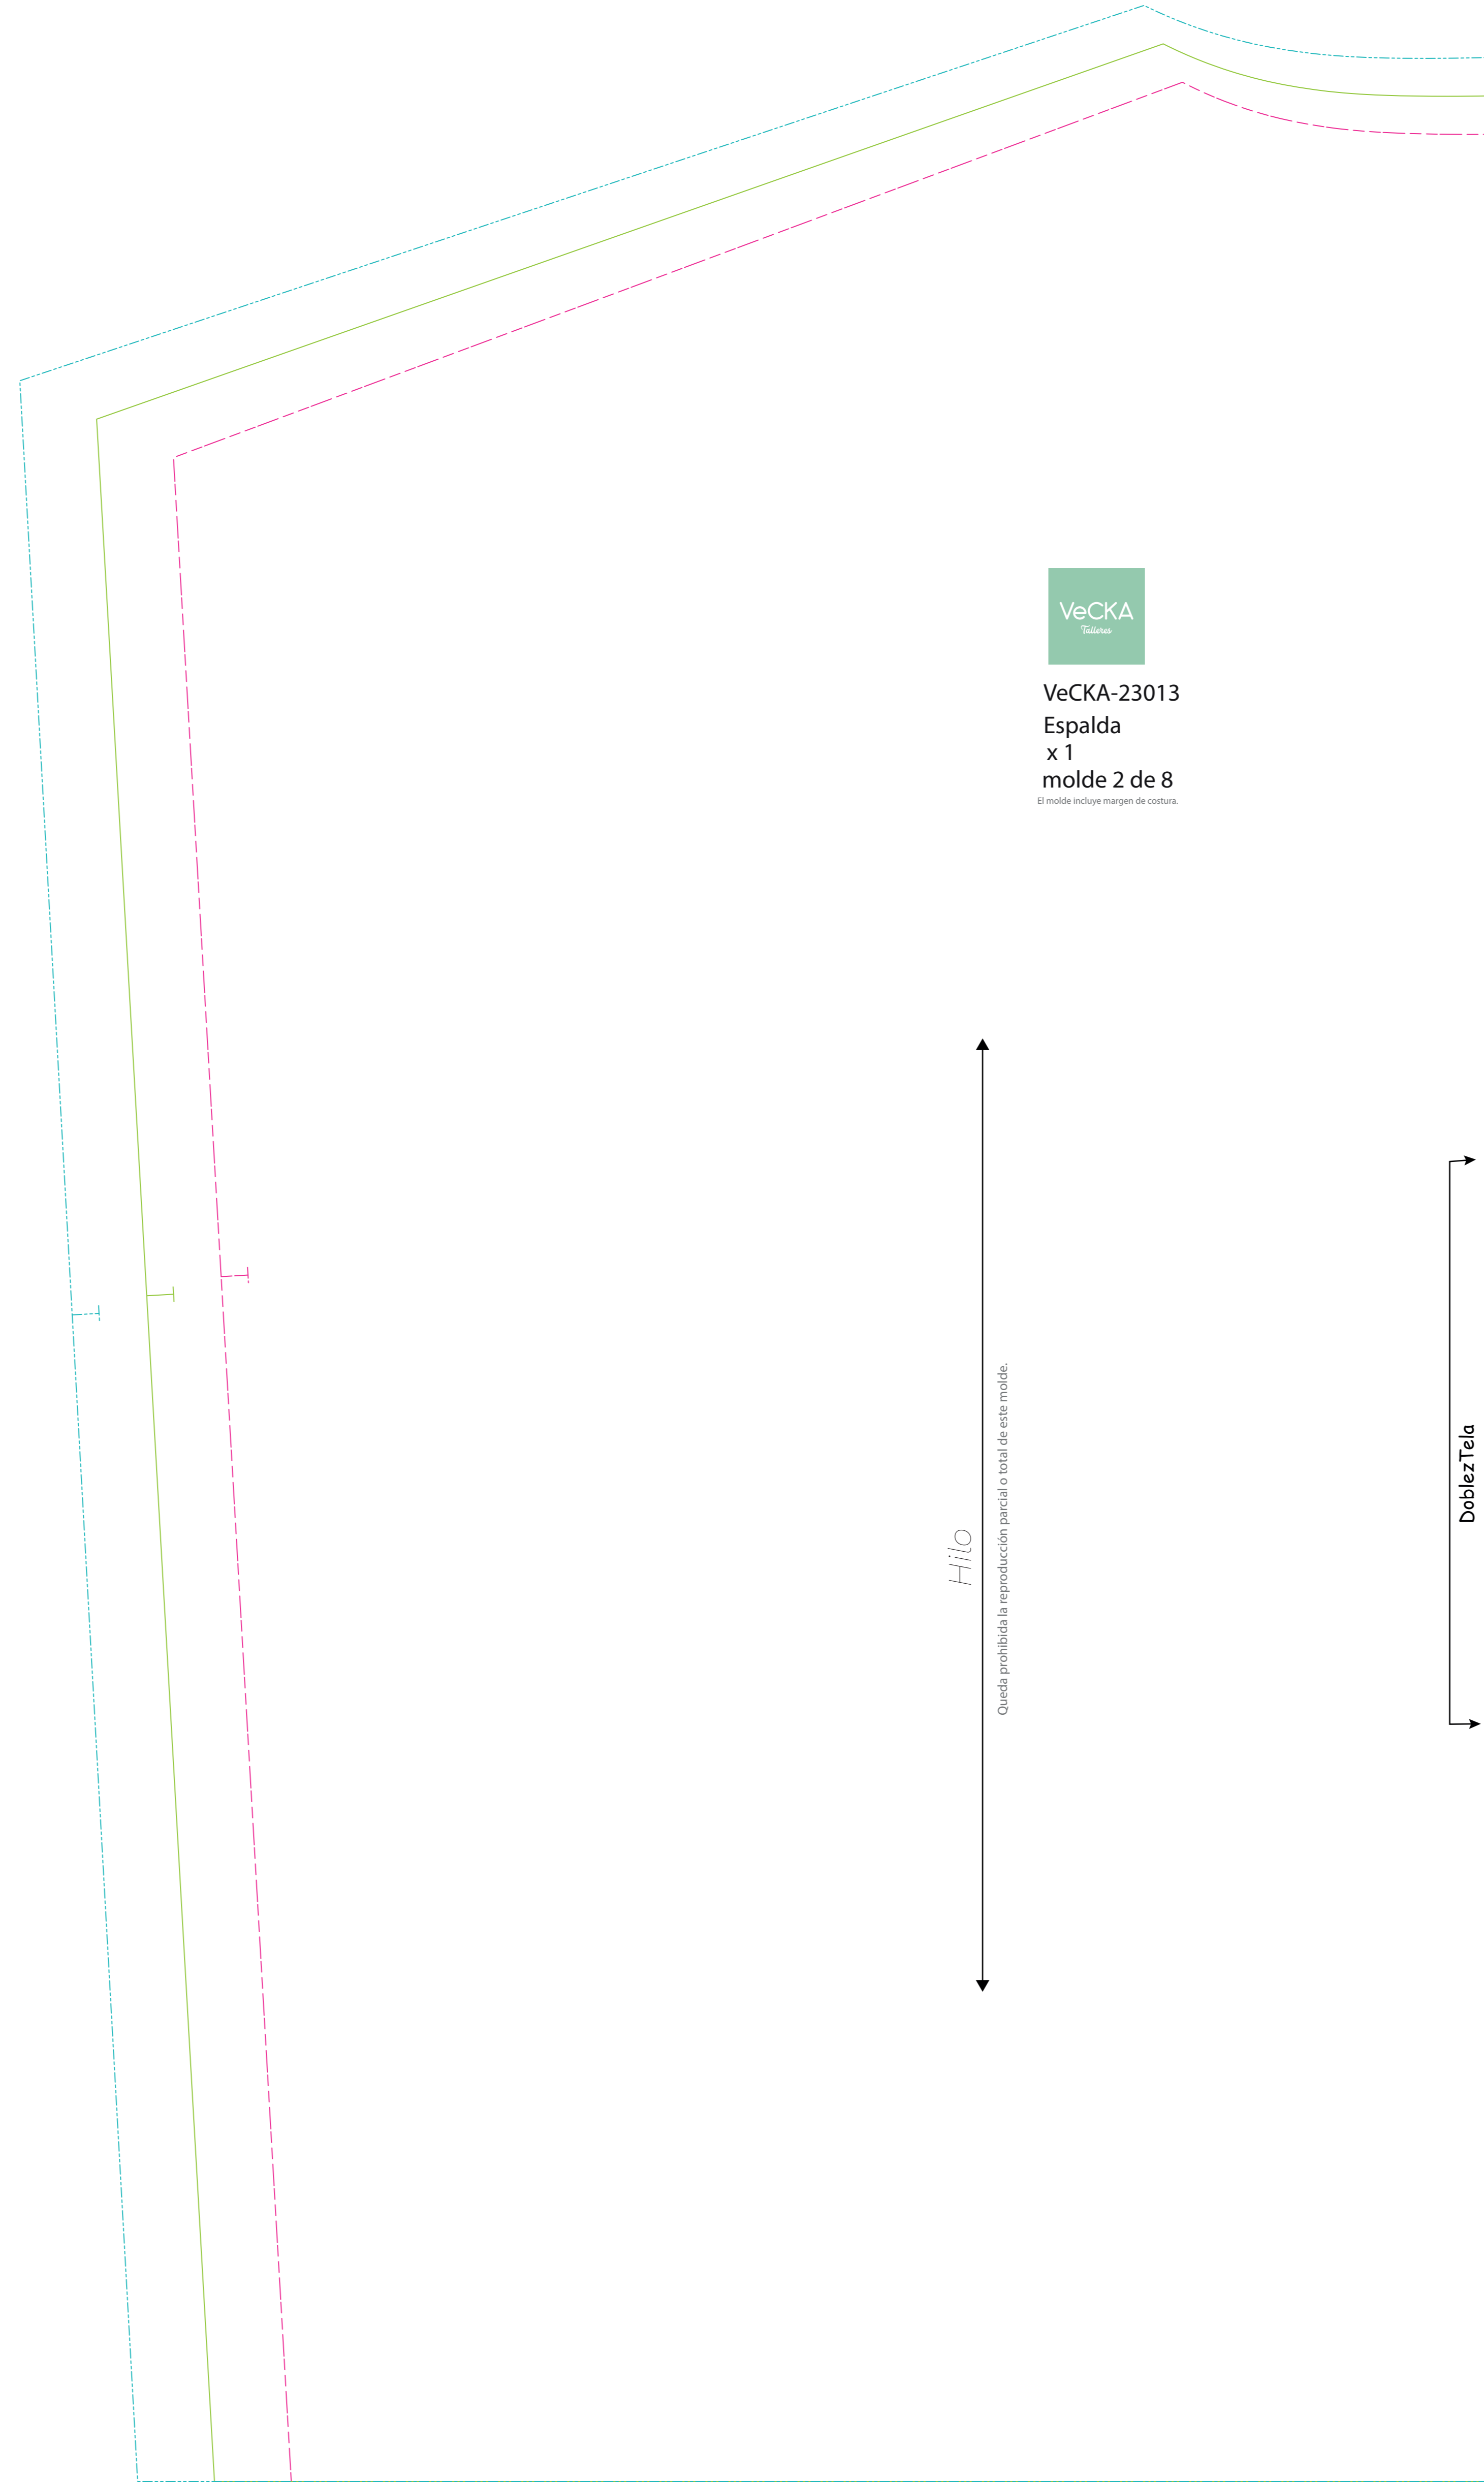 VeCKA
Talleres
VeCKA-23013
Espalda
x 1
molde 2 de 8
El molde incluye margen de costura.
Hilo
Queda prohibida la reproducción parcial o total de este molde.
DoblezTela